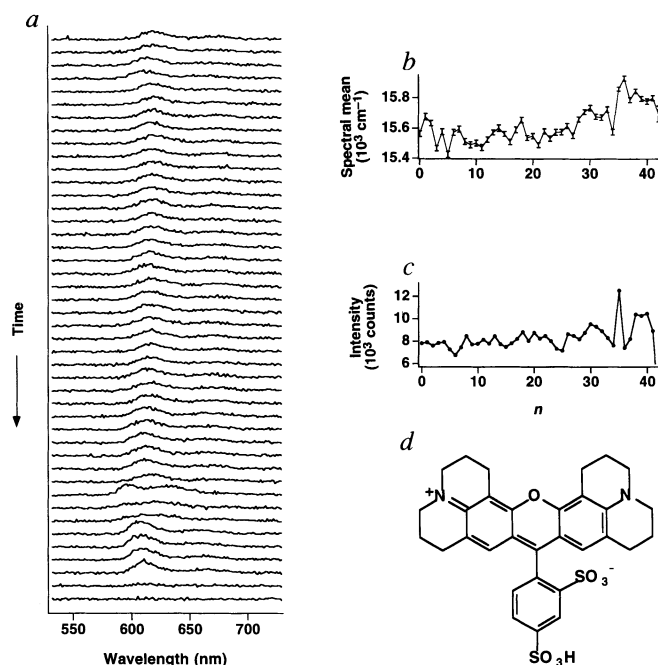 a
Time
550 600 650 700
Wavelength (nm)
b
Spectral mean
(10³ cm⁻¹)
15.8
15.6
15.4
0 10 20 30 40
c
Intensity
(10³ counts)
12
10
8
6
0 10 20 30 40
n
d
+N
O
N
SO₃⁻
SO₃H